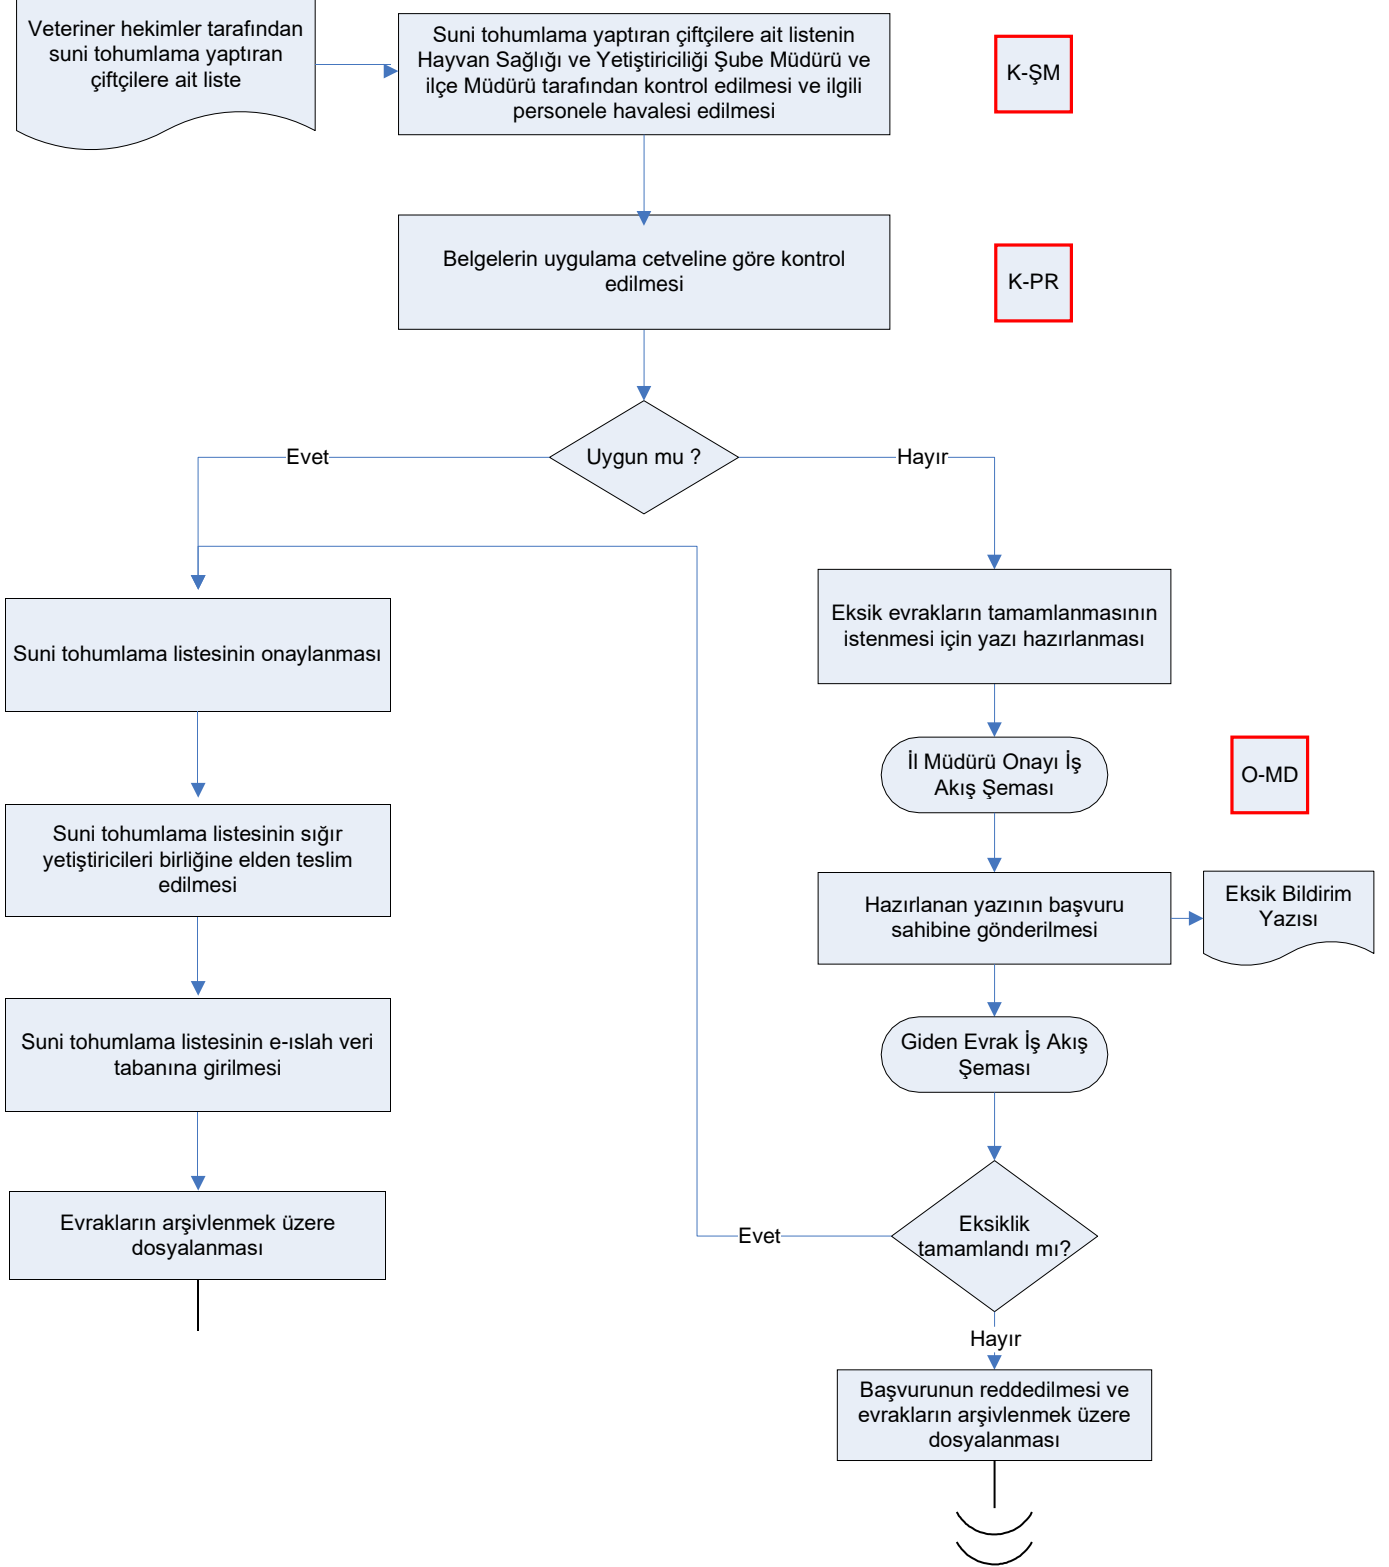 Veteriner hekimler tarafından
suni tohumlama yaptıran
çiftçilere ait liste
Suni tohumlama yaptıran çiftçilere ait listenin
Hayvan Sağlığı ve Yetiştiriciliği Şube Müdürü ve
ilçe Müdürü tarafından kontrol edilmesi ve ilgili
personele havalesi edilmesi
K-ŞM
Belgelerin uygulama cetveline göre kontrol
edilmesi
K-PR
Uygun mu ?
Evet
Hayır
Suni tohumlama listesinin onaylanması
Suni tohumlama listesinin sığır
yetiştiricileri birliğine elden teslim
edilmesi
Suni tohumlama listesinin e-ıslah veri
tabanına girilmesi
Evrakların arşivlenmek üzere
dosyalanması
Eksik evrakların tamamlanmasının
istenmesi için yazı hazırlanması
İl Müdürü Onayı İş
Akış Şeması
O-MD
Hazırlanan yazının başvuru
sahibine gönderilmesi
Eksik Bildirim
Yazısı
Giden Evrak İş Akış
Şeması
Eksiklik
tamamlandı mı?
Evet
Hayır
Başvurunun reddedilmesi ve
evrakların arşivlenmek üzere
dosyalanması